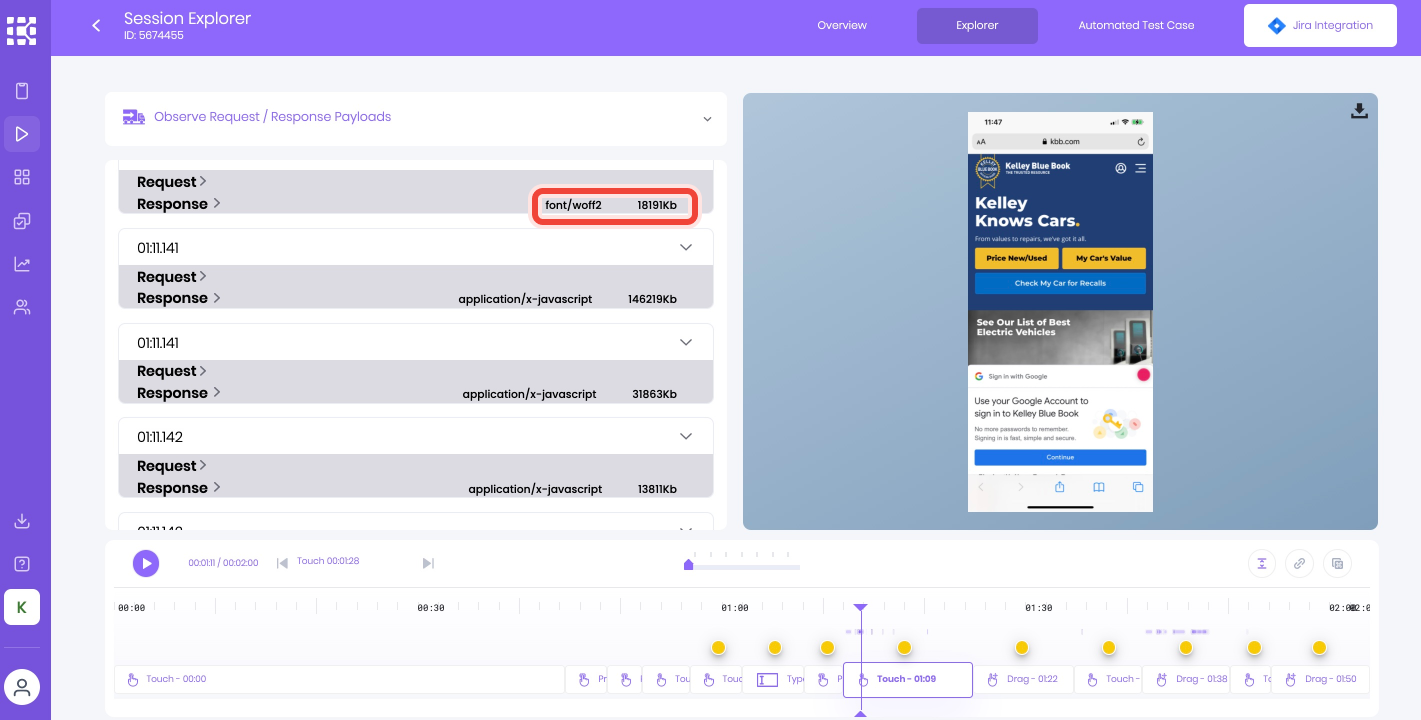 Session Explorer
ID: 5674455
Overview
Explorer
Automated Test Case
Jira Integration
Observe Request / Response Payloads
Request
Response
font/woff2 18191Kb
01:11.141
Request
Response application/x-javascript 146219Kb
01:11.141
Request
Response application/x-javascript 31863Kb
01:11.142
Request
Response application/x-javascript 13811Kb
11:47
AA kbb.com
KELLEY BLUE BOOK
Kelley Blue Book
THE TRUSTED RESOURCE
Kelley
Knows Cars.
From values to repairs, we've got it all.
Price New/Used My Car's Value
Check My Car for Recalls
See Our List of Best
Electric Vehicles
Sign in with Google
Use your Google Account to
sign in to Kelley Blue Book
No more passwords to remember.
Signing in is fast, simple and secure.
Continue
K
00:01:11 / 00:02:00 Touch 00:01:28
00:00 00:30 01:00 01:30 02:00
Touch - 00:00 Pr Tou Touc Type P Touch - 01:09 Drag - 01:22 Touch - Drag - 01:38 Drag - 01:50